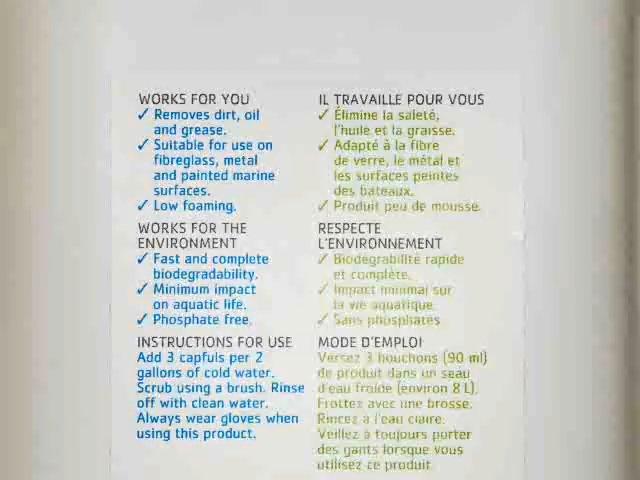 WORKS FOR YOU
✓ Removes dirt, oil
and grease.
✓ Suitable for use on
fibreglass, metal
and painted marine
surfaces.
✓ Low foaming.
WORKS FOR THE
ENVIRONMENT
✓ Fast and complete
biodegradability.
✓ Minimum impact
on aquatic life.
✓ Phosphate free.
INSTRUCTIONS FOR USE
Add 3 capfuls per 2
gallons of cold water.
Scrub using a brush. Rinse
off with clean water.
Always wear gloves when
using this product.
IL TRAVAILLE POUR VOUS
✓ Élimine la saleté,
l'huile et la graisse.
✓ Adapté à la fibre
de verre, le métal et
les surfaces peintes
des bateaux.
✓ Produit peu de mousse.
RESPECTE
L'ENVIRONNEMENT
✓ Biodégrabilité rapide
et complète.
✓ Impact minimal sur
la vie aquatique.
✓ Sans phosphates
MODE D'EMPLOI
Versez 3 bouchons (90 ml)
de produit dans un seau
d'eau froide (environ 8 L).
Frottez avec une brosse.
Rincez à l'eau claire.
Veillez à toujours porter
des gants lorsque vous
utilisez ce produit.